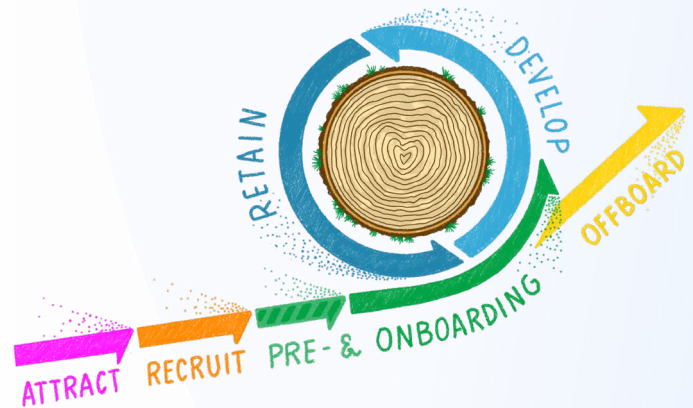 ATTRACT
RECRUIT
PRE- & ONBOARDING
DEVELOP
RETAIN
OFFBOARD